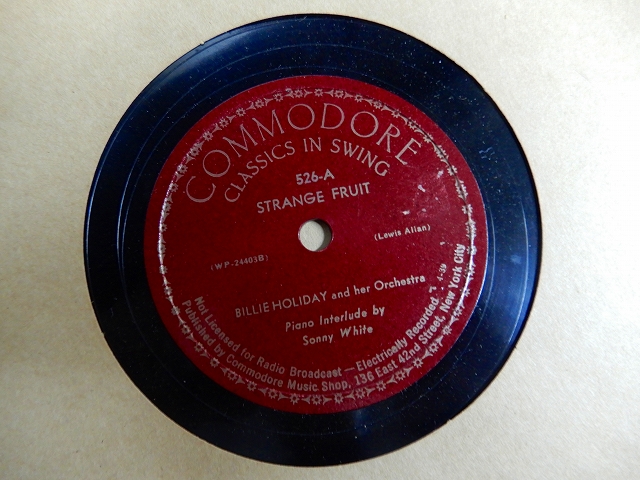 COMMODORE
CLASSICS IN SWING
526-A
STRANGE FRUIT
(WP-24403B)
(Lewis Allan)
BILLIE HOLIDAY and her Orchestra
Piano Interlude by
Sonny White
4-39
Not Licensed for Radio Broadcast — Electrically Recorded
Published by Commodore Music Shop, 136 East 42nd Street, New York City